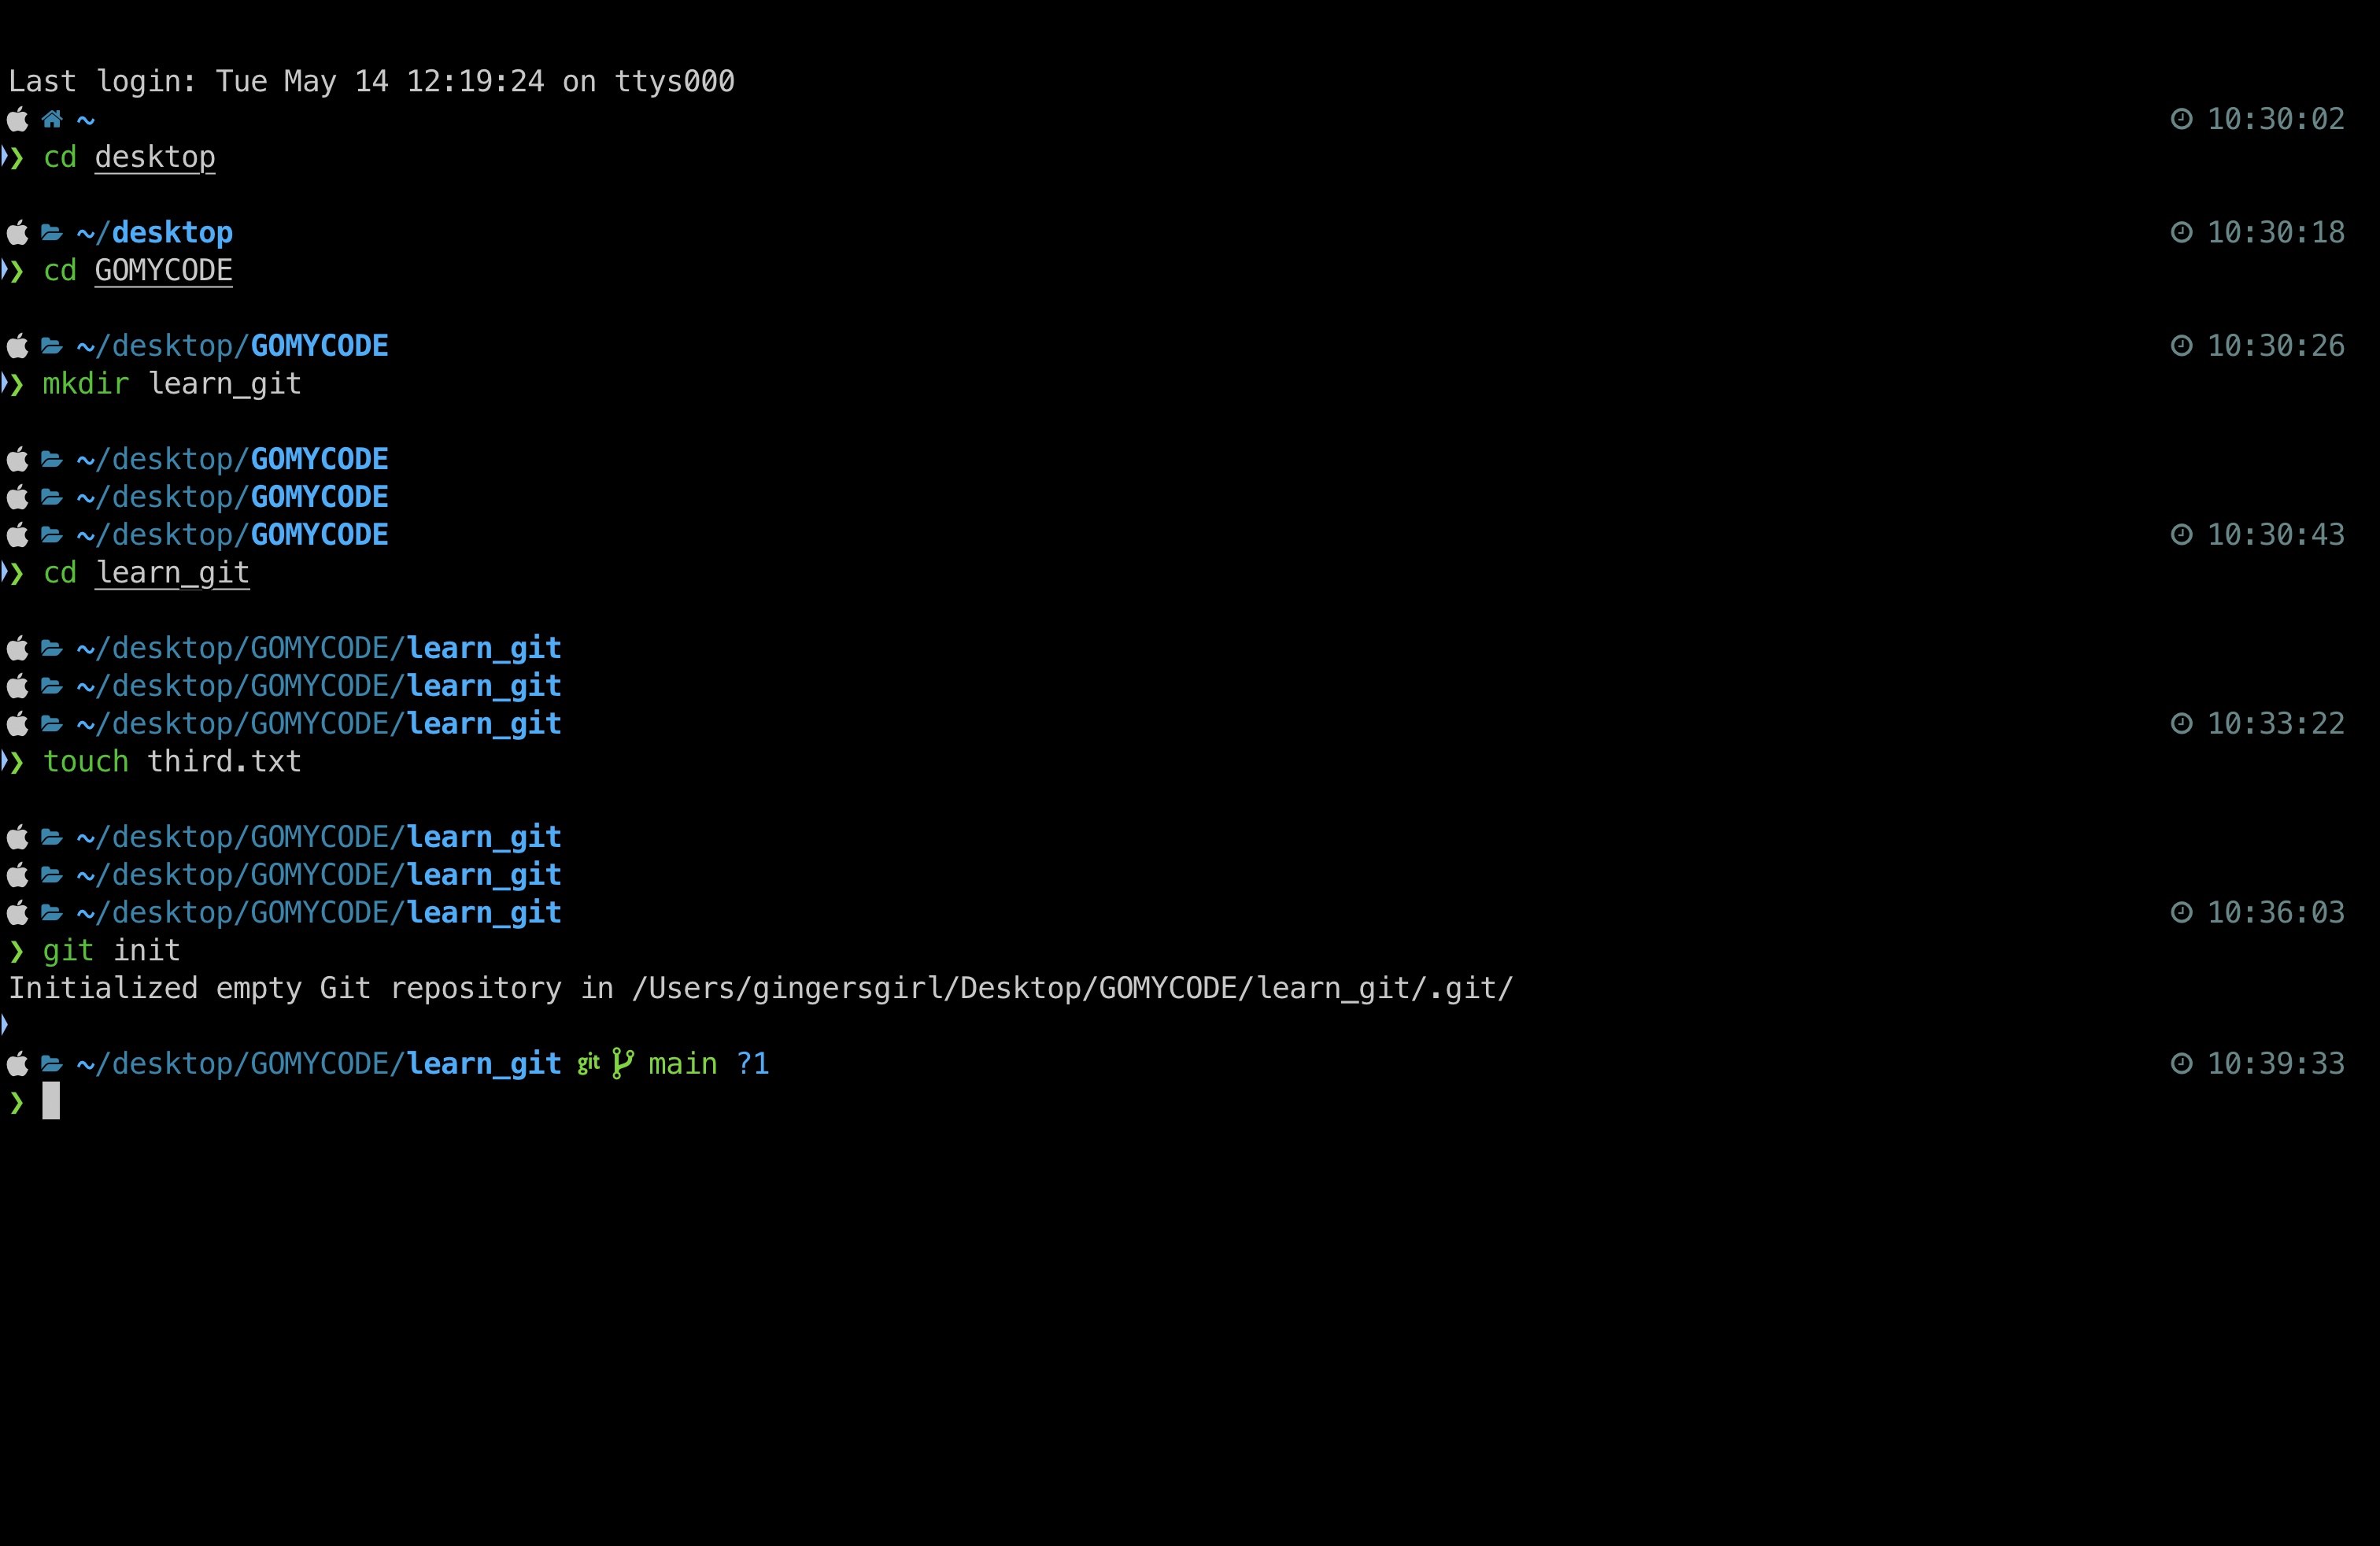 Last login: Tue May 14 12:19:24 on ttys000
~ 10:30:02
❯ cd desktop
~/desktop 10:30:18
❯ cd GOMYCODE
~/desktop/GOMYCODE 10:30:26
❯ mkdir learn_git
~/desktop/GOMYCODE
~/desktop/GOMYCODE
~/desktop/GOMYCODE 10:30:43
❯ cd learn_git
~/desktop/GOMYCODE/learn_git
~/desktop/GOMYCODE/learn_git
~/desktop/GOMYCODE/learn_git 10:33:22
❯ touch third.txt
~/desktop/GOMYCODE/learn_git
~/desktop/GOMYCODE/learn_git
~/desktop/GOMYCODE/learn_git 10:36:03
❯ git init
Initialized empty Git repository in /Users/gingersgirl/Desktop/GOMYCODE/learn_git/.git/
~/desktop/GOMYCODE/learn_git git main ?1 10:39:33
❯